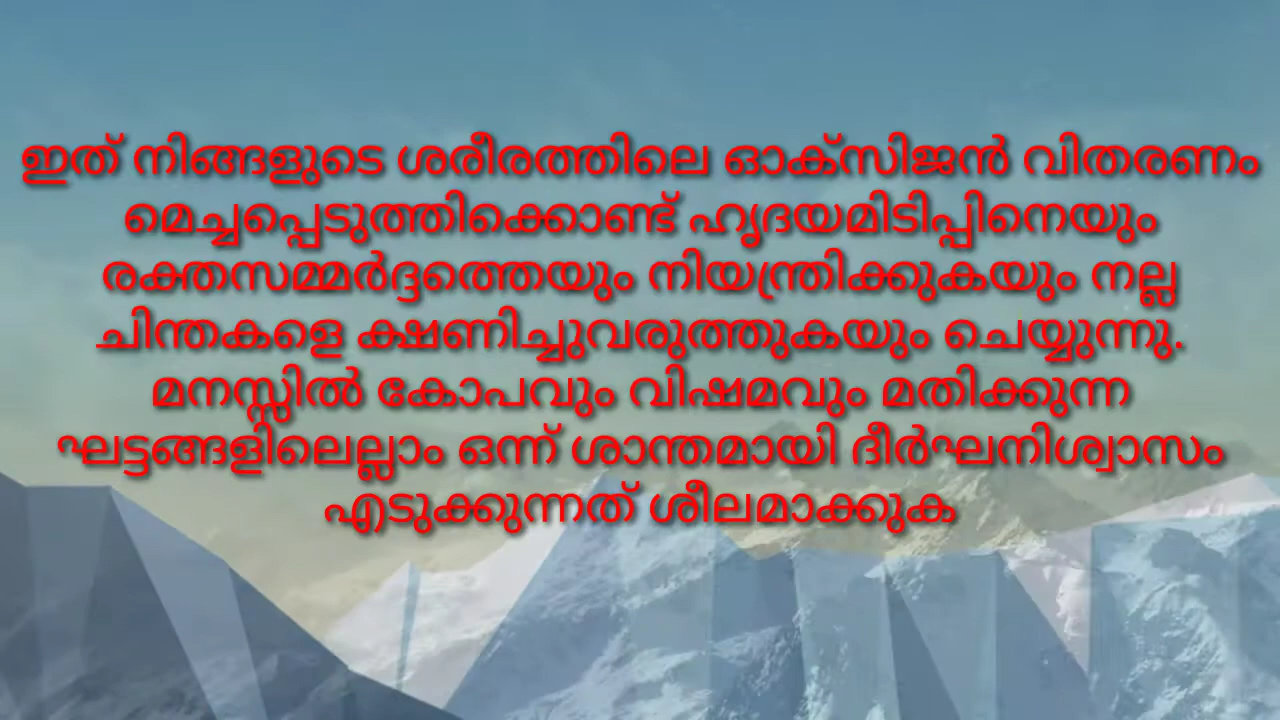 ഇത് നിങ്ങളുടെ ശരീരത്തിലെ ഓക്സിജൻ വിതരണം
മെച്ചപ്പെടുത്തിക്കൊണ്ട് ഹൃദയമിടിപ്പിനെയും
രക്തസമ്മർദ്ദത്തെയും നിയന്ത്രിക്കുകയും നല്ല
ചിന്തകളെ ക്ഷണിച്ചുവരുത്തുകയും ചെയ്യുന്നു.
മനസ്സിൽ കോപവും വിഷമവും മതിക്കുന്ന
ഘട്ടങ്ങളിലെല്ലാം ഒന്ന് ശാന്തമായി ദീർഘനിശ്വാസം
എടുക്കുന്നത് ശീലമാക്കുക